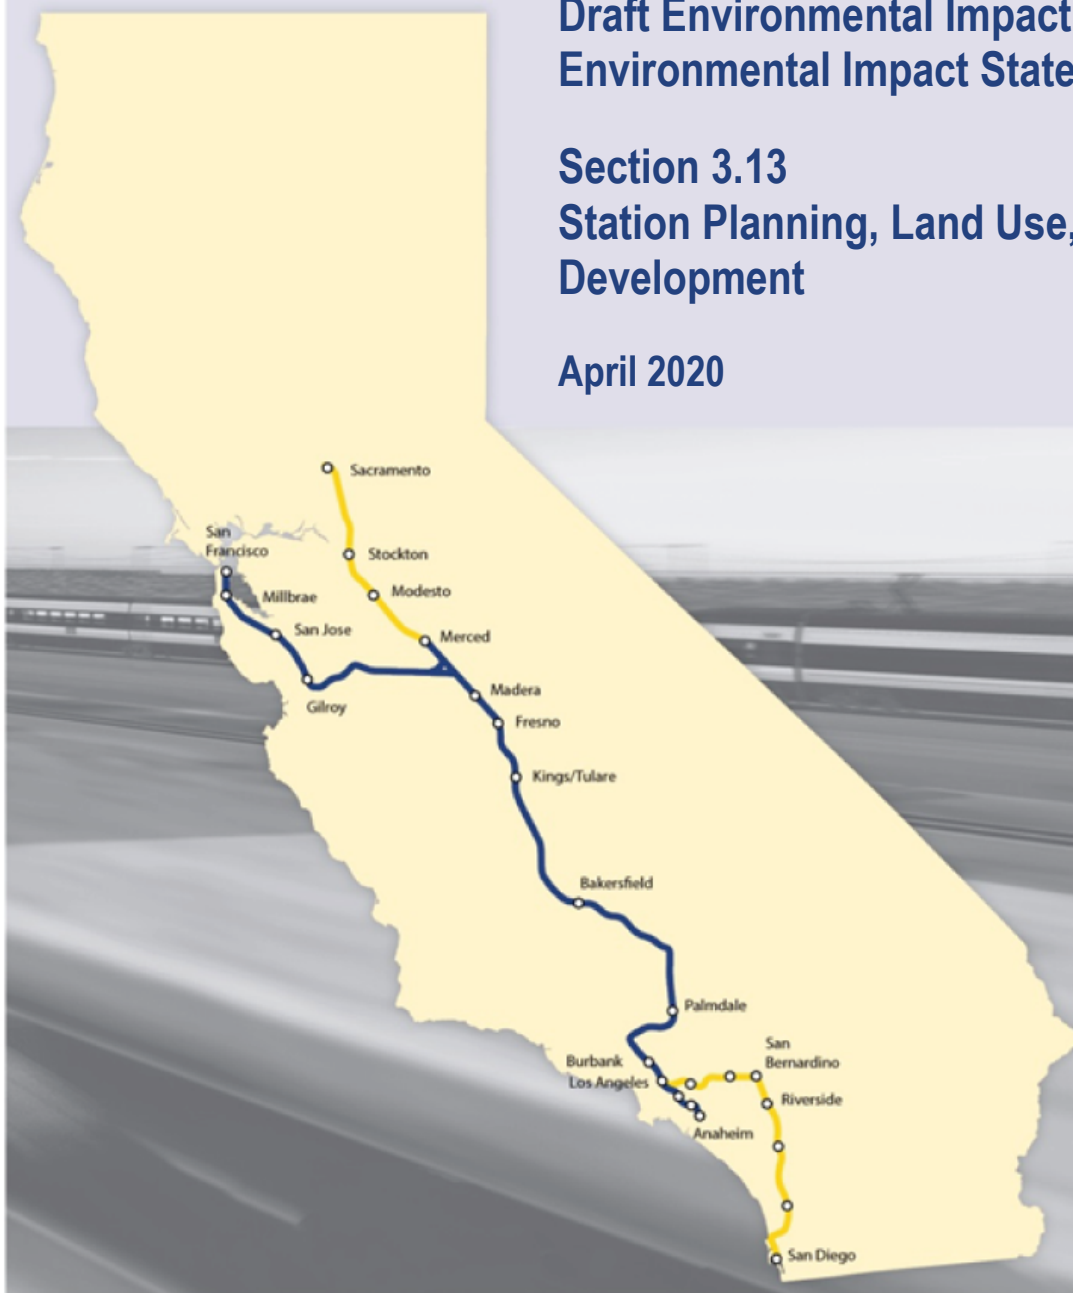 Draft Environmental Impact
Environmental Impact State
Section 3.13
Station Planning, Land Use,
Development
April 2020
Sacramento
San
Francisco
Stockton
Millbrae
Modesto
San Jose
Merced
Gilroy
Madera
Fresno
Kings/Tulare
Bakersfield
Palmdale
San
Bernardino
Burbank
Los Angeles
Riverside
Anaheim
San Diego